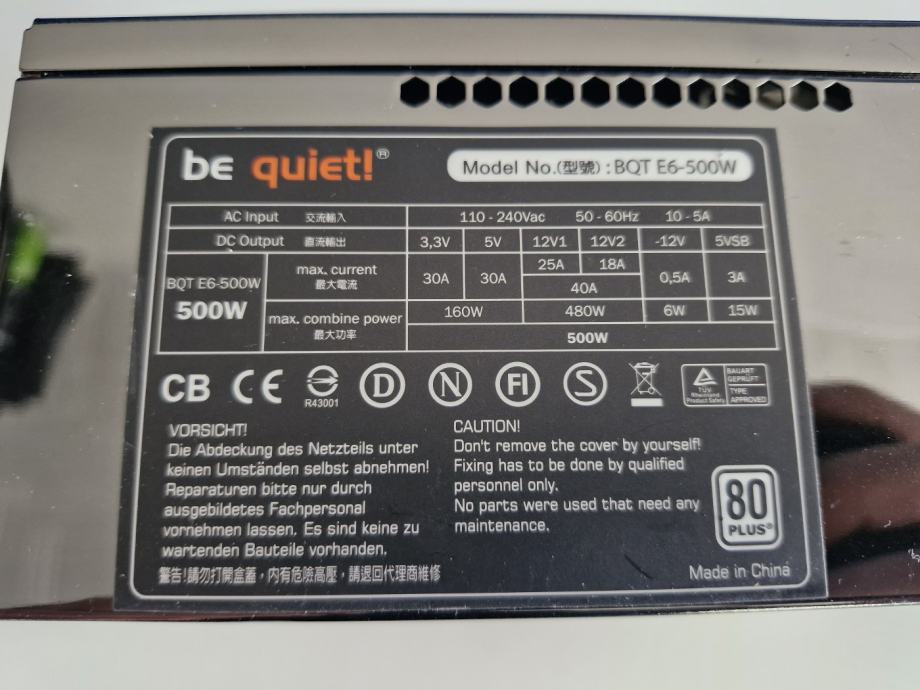 be quiet!® Model No.(型號) : BQT E6-500W
AC Input 交流輸入 110 - 240Vac 50 - 60Hz 10 - 5A
DC Output 直流輸出 3,3V 5V 12V1 12V2 -12V 5VSB
BQT E6-500W
500W
max. current
最大電流
30A 30A 25A 18A 0,5A 3A
40A
max. combine power
最大功率
160W 480W 6W 15W
500W
CB CE R43001 D N FI S
TÜV
Rheinland
Product Safety
BAUART
GEPRÜFT
TYPE
APPROVED
VORSICHT!
Die Abdeckung des Netzteils unter
keinen Umständen selbst abnehmen!
Reparaturen bitte nur durch
ausgebildetes Fachpersonal
vornehmen lassen. Es sind keine zu
wartenden Bauteile vorhanden.
CAUTION!
Don't remove the cover by yourself!
Fixing has to be done by qualified
personnel only.
No parts were used that need any
maintenance.
80
PLUS®
警告!請勿打開盒蓋，內有危險高壓，請退回代理商維修
Made in China